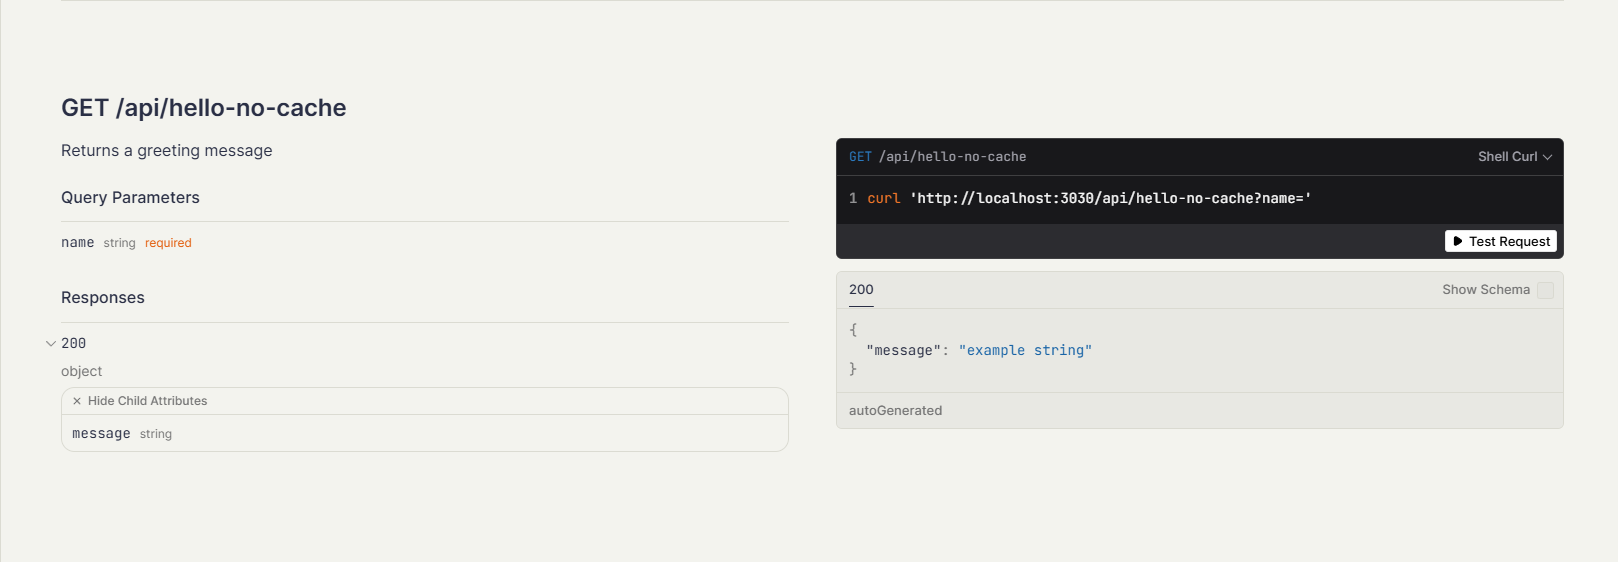 GET /api/hello-no-cache
Returns a greeting message
Query Parameters
name string required
Responses
200
object
Hide Child Attributes
message string
GET /api/hello-no-cache Shell Curl
1 curl 'http://localhost:3030/api/hello-no-cache?name='
Test Request
200 Show Schema
{
"message": "example string"
}
autoGenerated